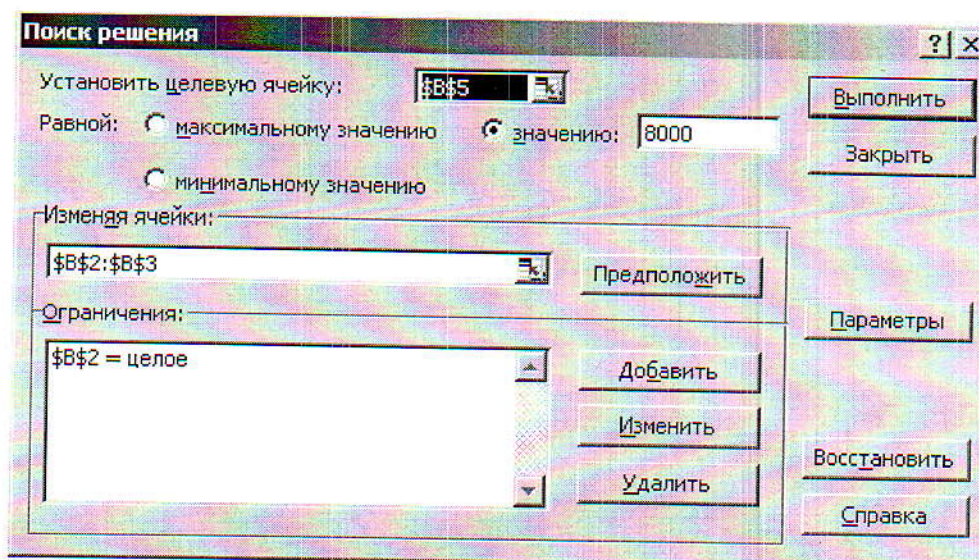 Поиск решения
? ×
Установить целевую ячейку: $B$5
Выполнить
Равной: максимальному значению значению: 8000
Закрыть
минимальному значению
Изменяя ячейки:
$B$2:$B$3
Предположить
Ограничения:
Параметры
$B$2 = целое
Добавить
Изменить
Восстановить
Удалить
Справка